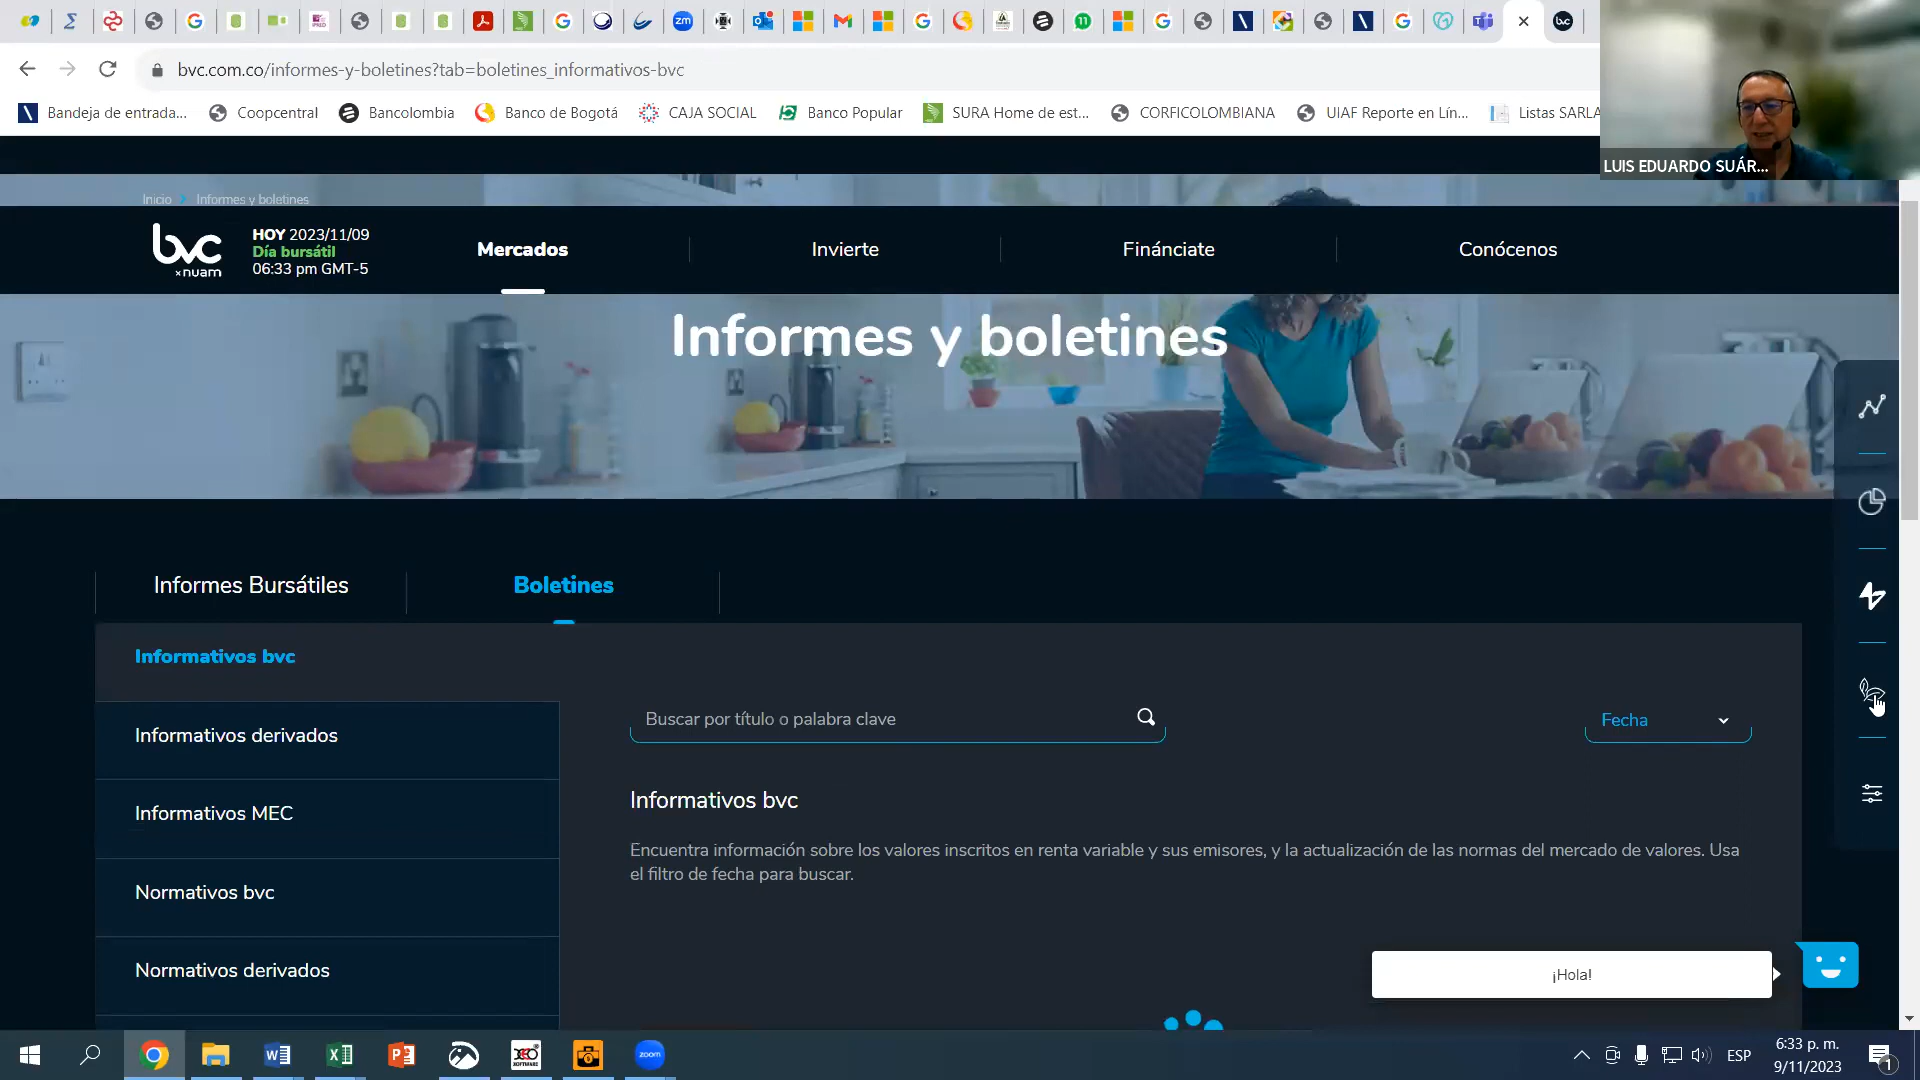 bvc.com.co/informes-y-boletines?tab=boletines_informativos-bvc
Bandeja de entrada... Coopcentral Bancolombia Banco de Bogotá CAJA SOCIAL Banco Popular SURA Home de est... CORFICOLOMBIANA UIAF Reporte en Lín... Listas SARLA
LUIS EDUARDO SUÁR...
Inicio Informes y boletines
bvc
xnuam
HOY 2023/11/09
Día bursátil
06:33 pm GMT-5
Mercados Invierte Fináciate Conócenos
Informes y boletines
Informes Bursátiles Boletines
Informativos bvc
Informativos derivados
Informativos MEC
Normativos bvc
Normativos derivados
Buscar por título o palabra clave
Fecha
Informativos bvc
Encuentra información sobre los valores inscritos en renta variable y sus emisores, y la actualización de las normas del mercado de valores. Usa
el filtro de fecha para buscar.
¡Hola!
ESP
6:33 p. m.
9/11/2023
1